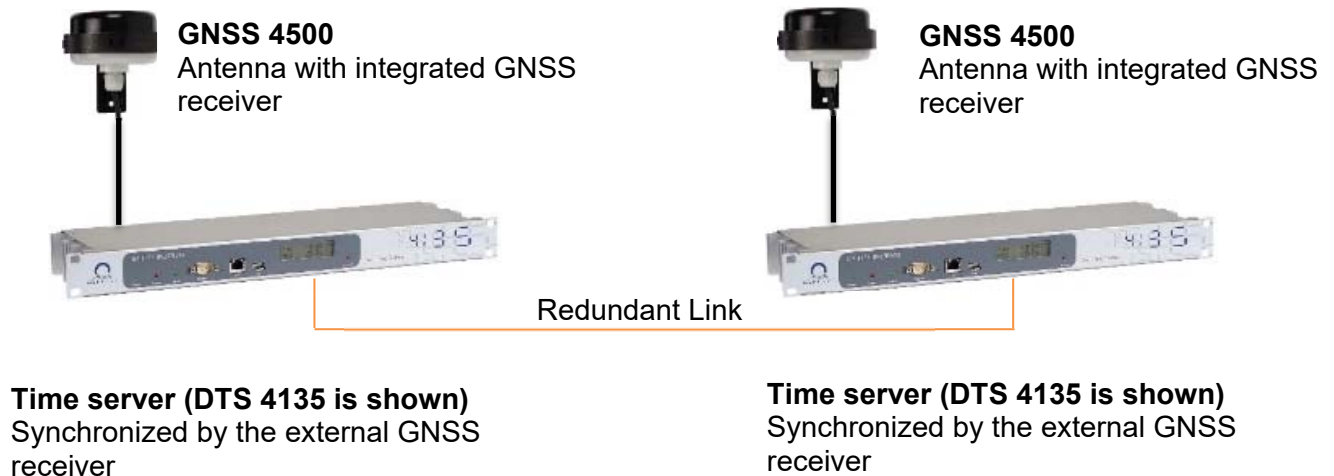 GNSS 4500
Antenna with integrated GNSS
receiver
GNSS 4500
Antenna with integrated GNSS
receiver
4135
4135
Redundant Link
Time server (DTS 4135 is shown)
Synchronized by the external GNSS
receiver
Time server (DTS 4135 is shown)
Synchronized by the external GNSS
receiver